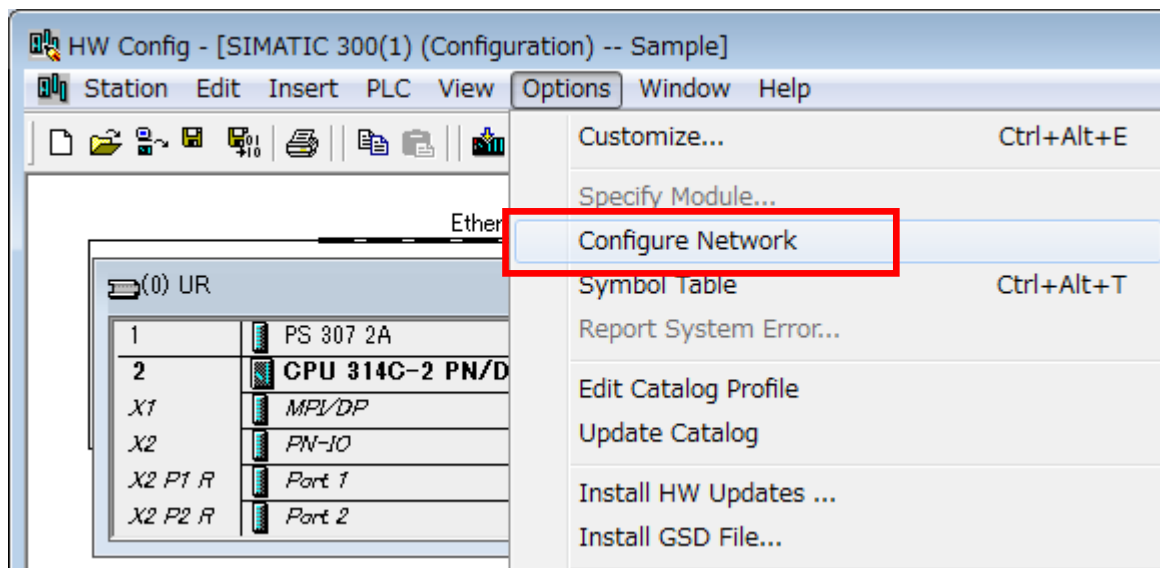 HW Config - [SIMATIC 300(1) (Configuration) -- Sample]
Station Edit Insert PLC View Options Window Help
Customize... Ctrl+Alt+E
Specify Module...
Configure Network
Symbol Table Ctrl+Alt+T
Report System Error...
Edit Catalog Profile
Update Catalog
Install HW Updates ...
Install GSD File...
Ether
(0) UR
1 PS 307 2A
2 CPU 314C-2 PN/D
X1 MPI/DP
X2 PN-IO
X2 P1 R Port 1
X2 P2 R Port 2